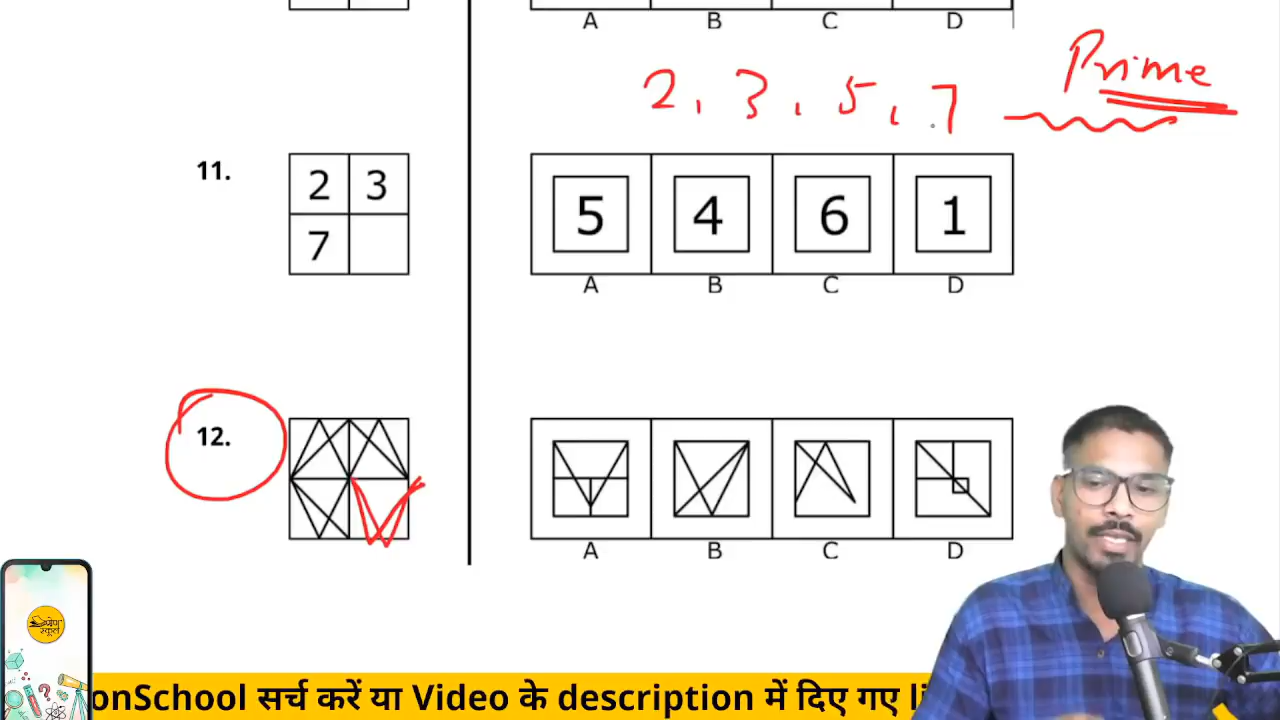 A B C D
Prime
2, 3, 5, 7
11.
2 3
7
5 4 6 1
A B C D
12.
A B C D
onSchool सर्च करें या Video के description में दिए गए li